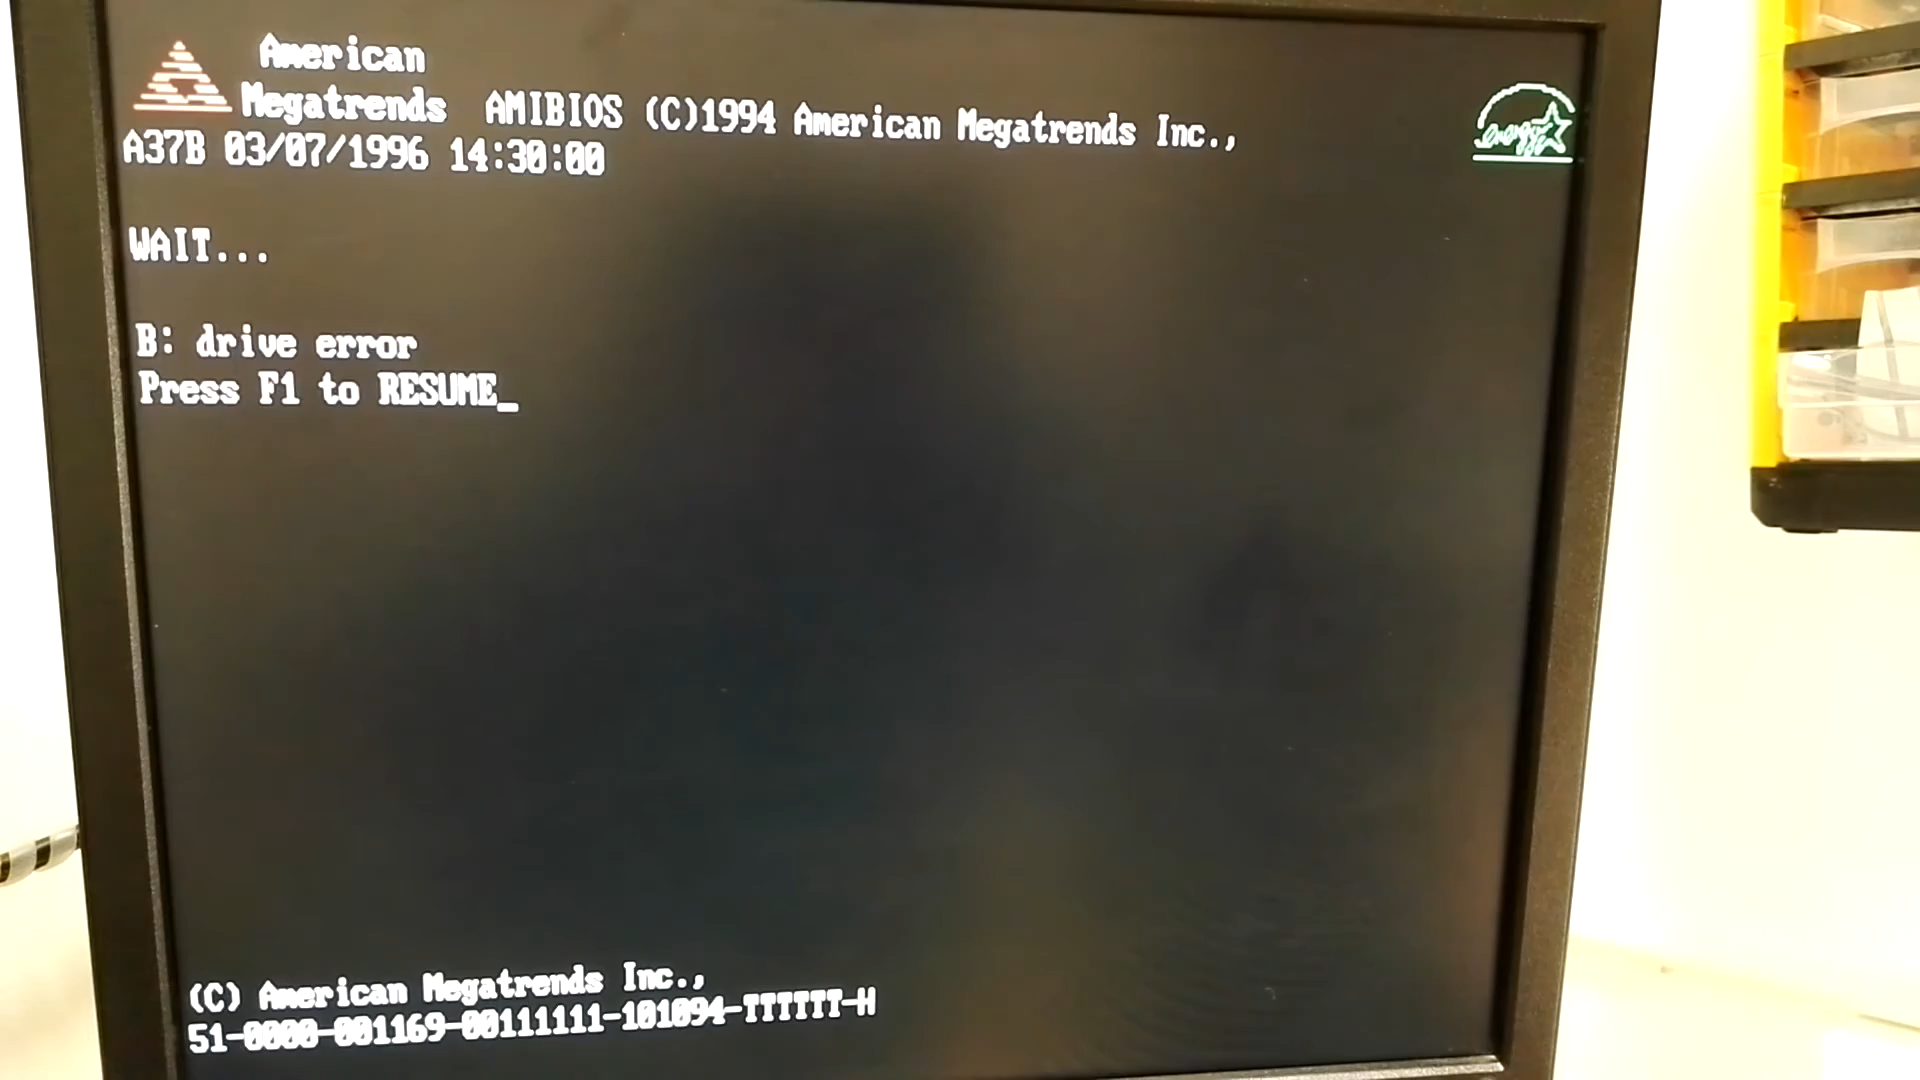 American
Megatrends AMIBIOS (C)1994 American Megatrends Inc.,
A37B 03/07/1996 14:30:00
energy
WAIT...
B: drive error
Press F1 to RESUME_
(C) American Megatrends Inc.,
51-0000-001169-00111111-101094-TTTTTT-H